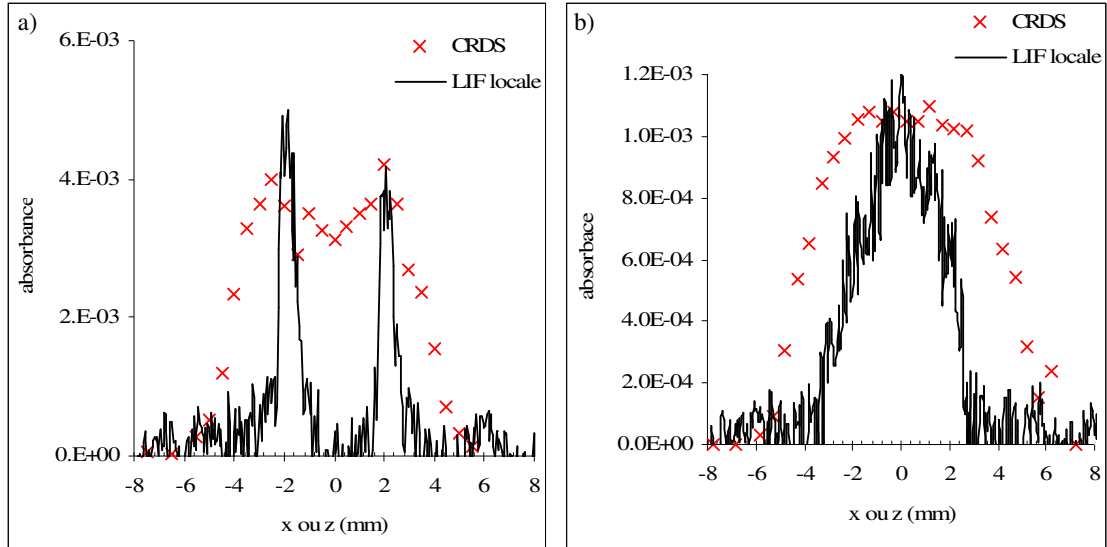 a)
6.E-03
4.E-03
2.E-03
0.E+00
absorbance
CRDS
LIF locale
-8 -6 -4 -2 0 2 4 6 8
x ou z (mm)
b)
CRDS
LIF locale
1.2E-03
1.0E-03
8.0E-04
6.0E-04
4.0E-04
2.0E-04
0.0E+00
absorbace
-8 -6 -4 -2 0 2 4 6 8
x ou z (mm)